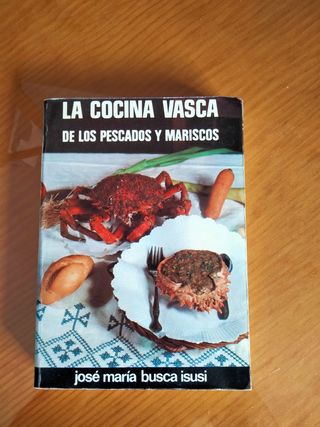 LA COCINA VASCA
DE LOS PESCADOS Y MARISCOS
josé maría busca isusi